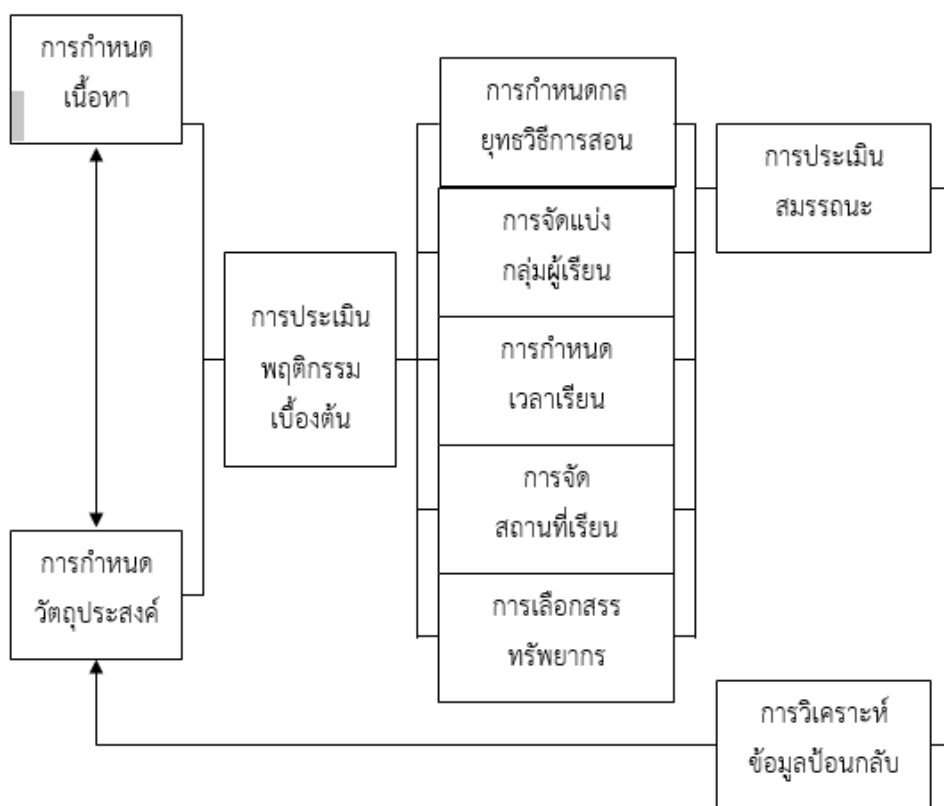 การกำหนด
เนื้อหา
การกำหนด
วัตถุประสงค์
การประเมิน
พฤติกรรม
เบื้องต้น
การกำหนดกล
ยุทธวิธีการสอน
การจัดแบ่ง
กลุ่มผู้เรียน
การกำหนด
เวลาเรียน
การจัด
สถานที่เรียน
การเลือกสรร
ทรัพยากร
การประเมิน
สมรรถนะ
การวิเคราะห์
ข้อมูลป้อนกลับ